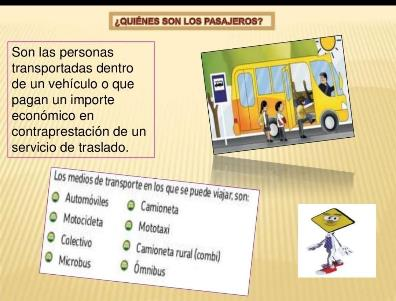 ¿QUIÉNES SON LOS PASAJEROS?
Son las personas
transportadas dentro
de un vehículo o que
pagan un importe
económico en
contraprestación de un
servicio de traslado.
Los medios de transporte en los que se puede viajar, son:
Automóviles
Motocicleta
Colectivo
Microbus
Camioneta
Mototaxi
Camioneta rural (combi)
Ómnibus